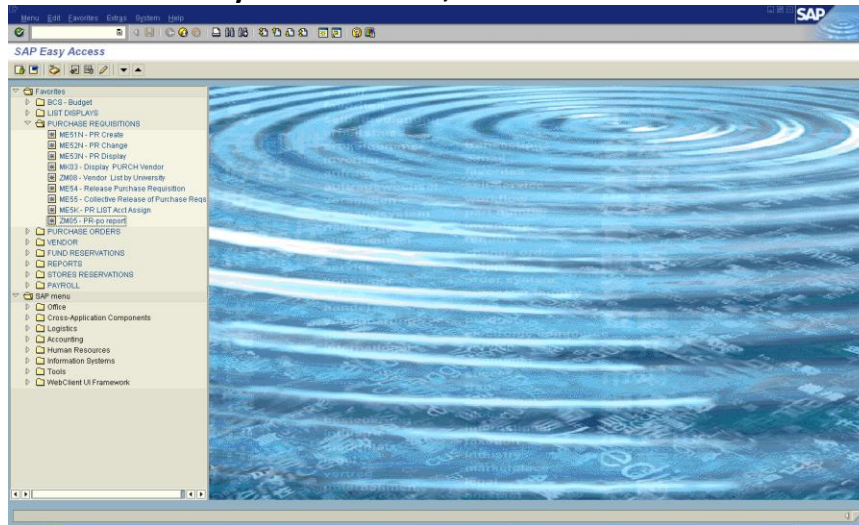 Menu Edit Favorites Extras System Help
SAP
SAP Easy Access
Favorites
BCS - Budget
LIST DISPLAYS
PURCHASE REQUISITIONS
ME51N - PR Create
ME52N - PR Change
ME53N - PR Display
MK03 - Display PURCH Vendor
ZM08 - Vendor List by University
ME54 - Release Purchase Requisition
ME55 - Collective Release of Purchase Reqs
ME5K - PR LIST Acct Assign
ZM05 - PR-po report
PURCHASE ORDERS
VENDOR
FUND RESERVATIONS
REPORTS
STORES RESERVATIONS
PAYROLL
SAP menu
Office
Cross-Application Components
Logistics
Accounting
Human Resources
Information Systems
Tools
WebClient UI Framework